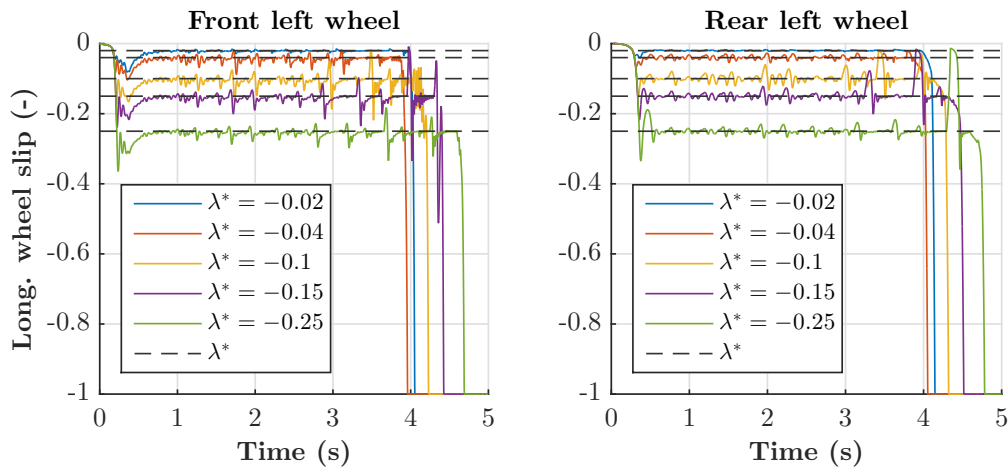 Front left wheel
Rear left wheel
Long. wheel slip (-)
0
-0.2
-0.4
-0.6
-0.8
-1
0 1 2 3 4 5
Time (s)
λ* = −0.02
λ* = −0.04
λ* = −0.1
λ* = −0.15
λ* = −0.25
λ*
0
-0.2
-0.4
-0.6
-0.8
-1
0 1 2 3 4 5
Time (s)
λ* = −0.02
λ* = −0.04
λ* = −0.1
λ* = −0.15
λ* = −0.25
λ*